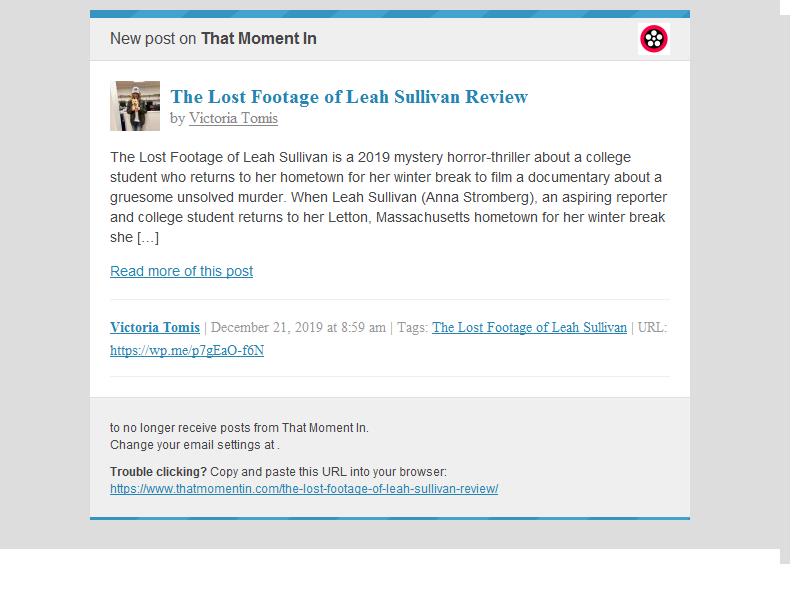 New post on That Moment In
The Lost Footage of Leah Sullivan Review
by Victoria Tomis
The Lost Footage of Leah Sullivan is a 2019 mystery horror-thriller about a college
student who returns to her hometown for her winter break to film a documentary about a
gruesome unsolved murder. When Leah Sullivan (Anna Stromberg), an aspiring reporter
and college student returns to her Letton, Massachusetts hometown for her winter break
she […]
Read more of this post
Victoria Tomis | December 21, 2019 at 8:59 am | Tags: The Lost Footage of Leah Sullivan | URL:
https://wp.me/p7gEaO-f6N
to no longer receive posts from That Moment In.
Change your email settings at .
Trouble clicking? Copy and paste this URL into your browser:
https://www.thatmomentin.com/the-lost-footage-of-leah-sullivan-review/